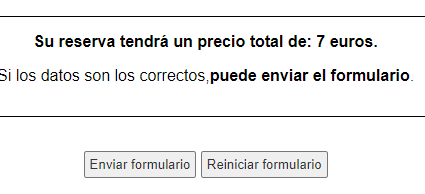 Su reserva tendrá un precio total de: 7 euros.
Si los datos son los correctos,puede enviar el formulario.
Enviar formulario Reiniciar formulario